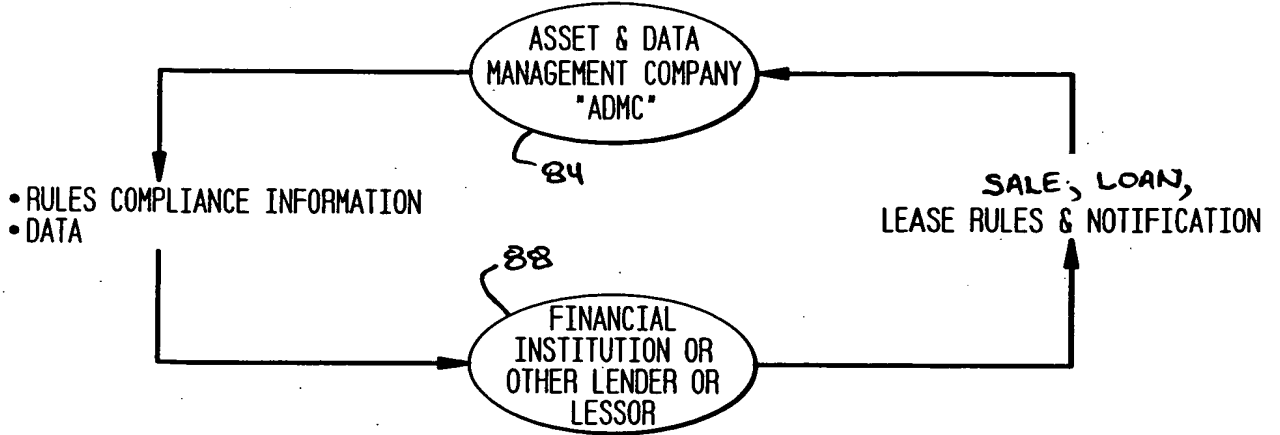 ASSET & DATA
MANAGEMENT COMPANY
"ADMC"
84
• RULES COMPLIANCE INFORMATION
• DATA
SALE, LOAN,
LEASE RULES & NOTIFICATION
88
FINANCIAL
INSTITUTION OR
OTHER LENDER OR
LESSOR